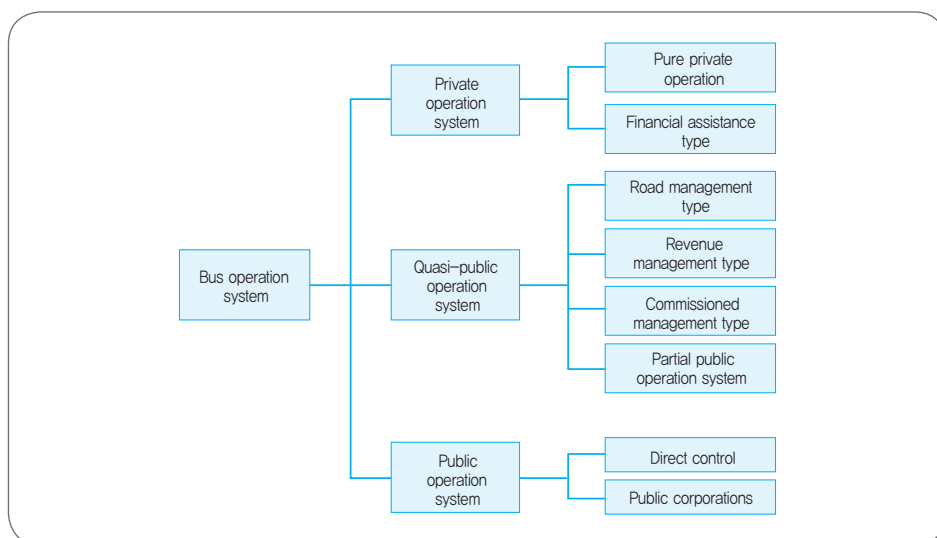 Bus operation
system
Private
operation
system
Pure private
operation
Financial assistance
type
Quasi-public
operation
system
Road management
type
Revenue
management type
Commissioned
management type
Partial public
operation system
Public
operation
system
Direct control
Public corporations